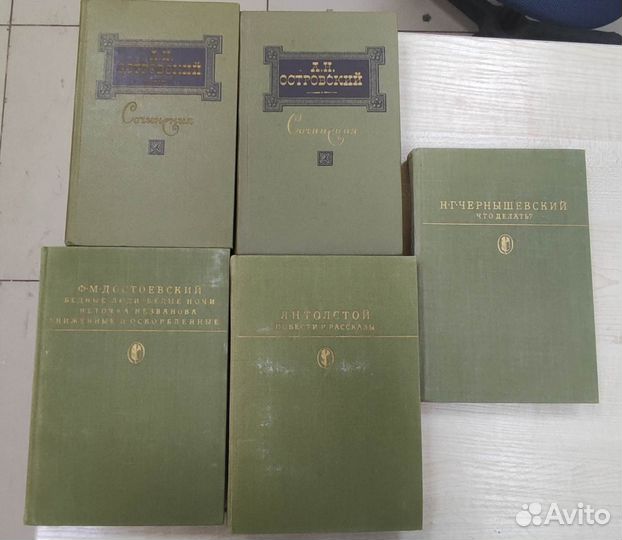 А.Н.
ОСТРОВСКИЙ
Сочинения
А.Н.
ОСТРОВСКИЙ
Сочинения
Н·Г·ЧЕРНЫШЕВСКИЙ
ЧТО ДЕЛАТЬ?
Ф·М·ДОСТОЕВСКИЙ
БЕДНЫЕ ЛЮДИ·БЕЛЫЕ НОЧИ
НЕТОЧКА НЕЗВАНОВА
УНИЖЕННЫЕ И ОСКОРБЛЕННЫЕ
Л·Н·ТОЛСТОЙ
ПОВЕСТИ·РАССКАЗЫ
Avito